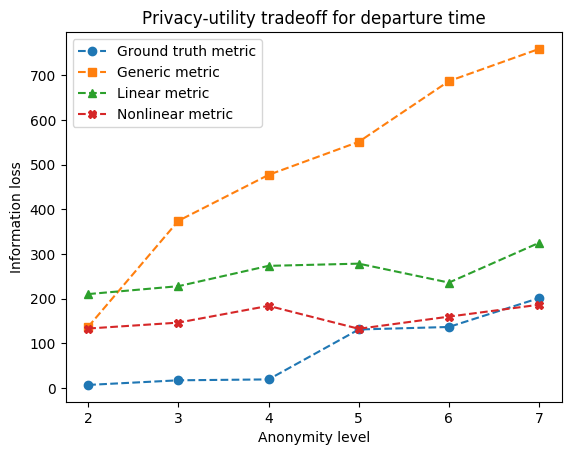 Privacy-utility tradeoff for departure time
Ground truth metric
Generic metric
Linear metric
Nonlinear metric
Information loss
700
600
500
400
300
200
100
0
2 3 4 5 6 7
Anonymity level